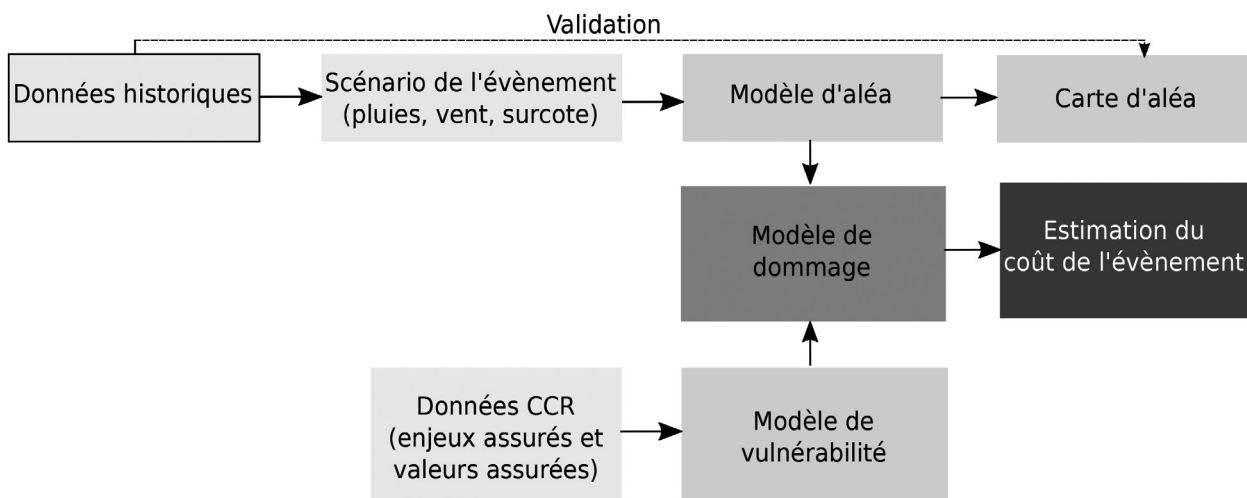 Validation
Données historiques
Scénario de l'évènement
(pluies, vent, surcote)
Modèle d'aléa
Carte d'aléa
Modèle de
dommage
Estimation du
coût de l'évènement
Données CCR
(enjeux assurés et
valeurs assurées)
Modèle de
vulnérabilité